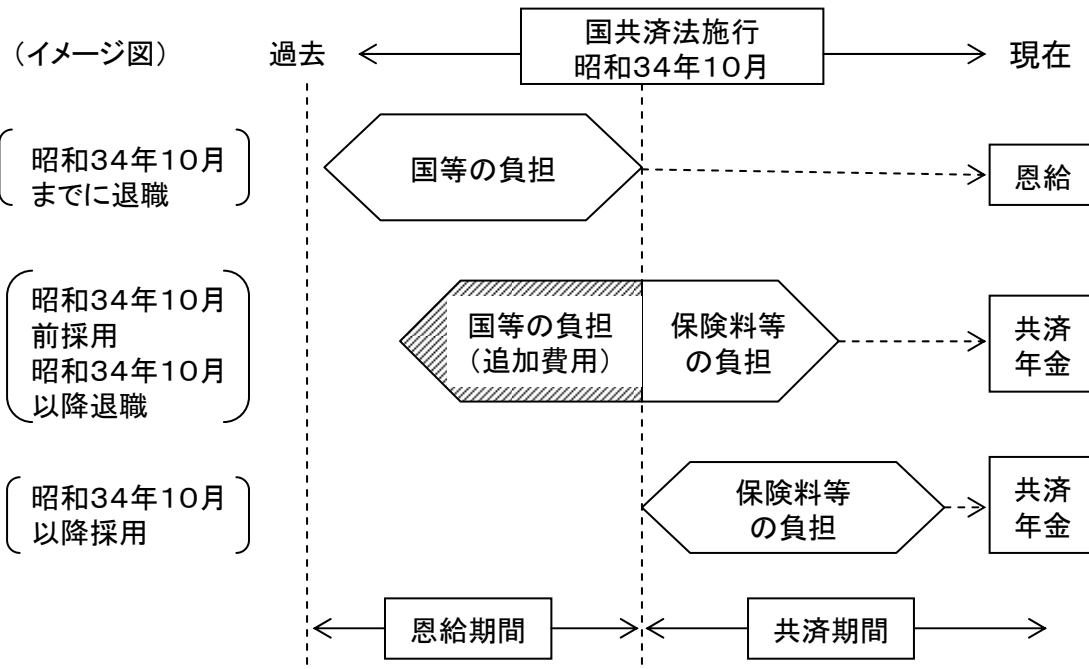 (イメージ図)
過去
国共済法施行
昭和34年10月
現在
昭和34年10月
までに退職
国等の負担
恩給
昭和34年10月
前採用
昭和34年10月
以降退職
国等の負担
(追加費用)
保険料等
の負担
共済
年金
昭和34年10月
以降採用
保険料等
の負担
共済
年金
恩給期間
共済期間